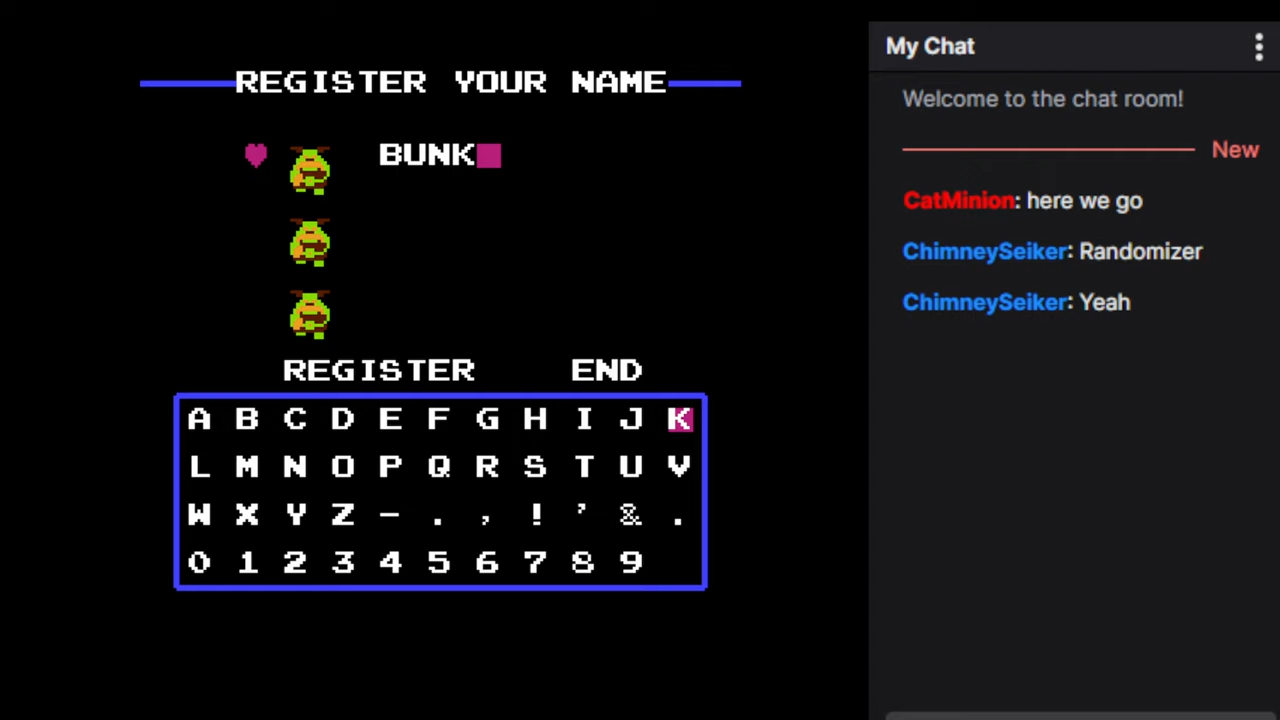 REGISTER YOUR NAME
BUNK
REGISTER END
A B C D E F G H I J K
L M N O P Q R S T U V
W X Y Z - . , ! ' & .
0 1 2 3 4 5 6 7 8 9
My Chat
Welcome to the chat room!
New
CatMinion: here we go
ChimneySeiker: Randomizer
ChimneySeiker: Yeah